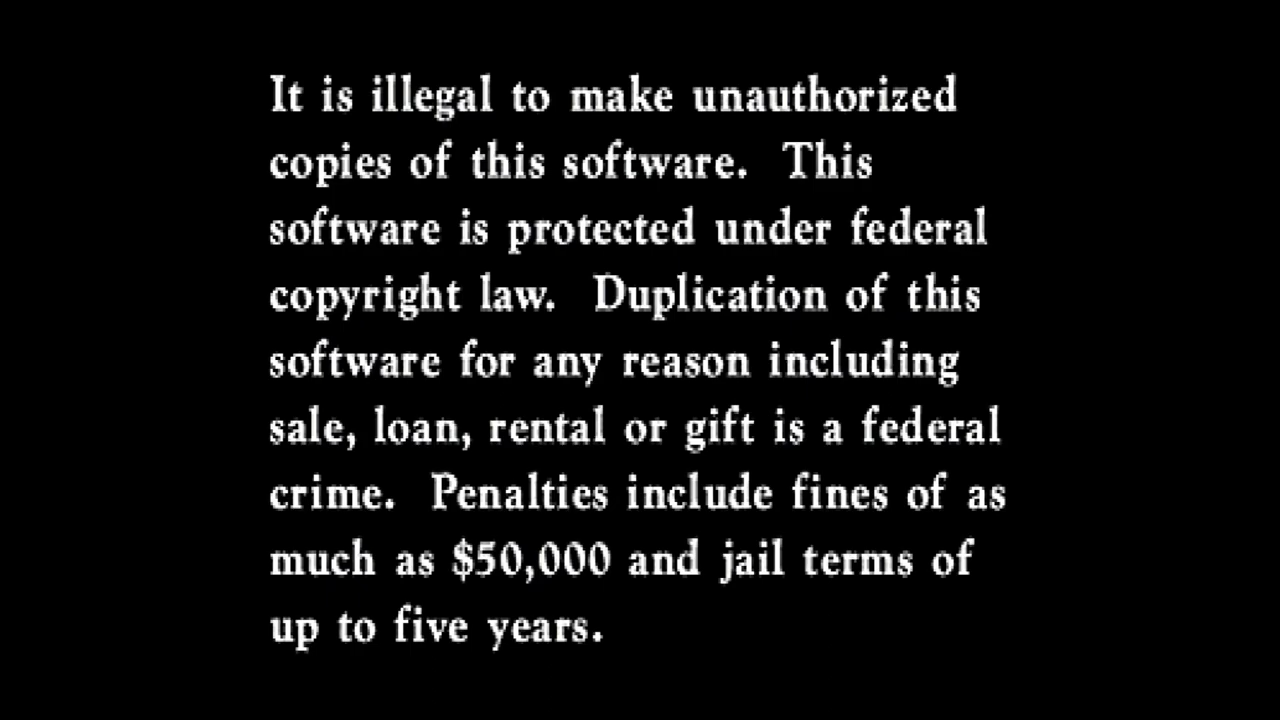 It is illegal to make unauthorized
copies of this software.  This
software is protected under federal
copyright law.  Duplication of this
software for any reason including
sale, loan, rental or gift is a federal
crime.  Penalties include fines of as
much as $50,000 and jail terms of
up to five years.